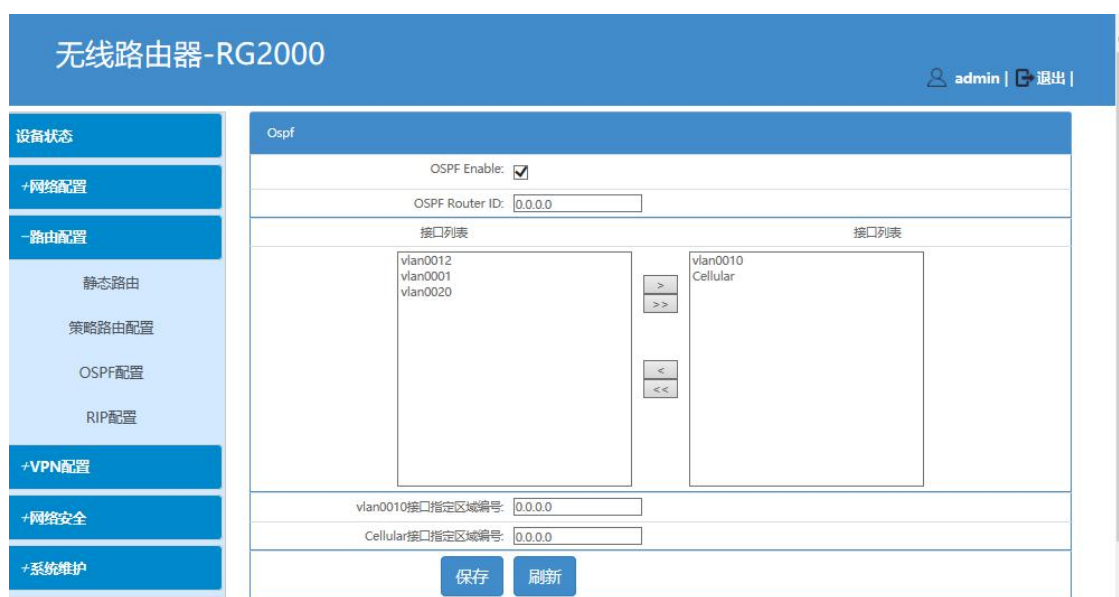 无线路由器-RG2000
admin | 退出 |
设备状态
+网络配置
-路由配置
静态路由
策略路由配置
OSPF配置
RIP配置
+VPN配置
+网络安全
+系统维护
Ospf
OSPF Enable:
OSPF Router ID: 0.0.0.0
接口列表 接口列表
vlan0012
vlan0001
vlan0020
>
>>
<
<<
vlan0010
Cellular
vlan0010接口指定区域编号: 0.0.0.0
Cellular接口指定区域编号: 0.0.0.0
保存 刷新